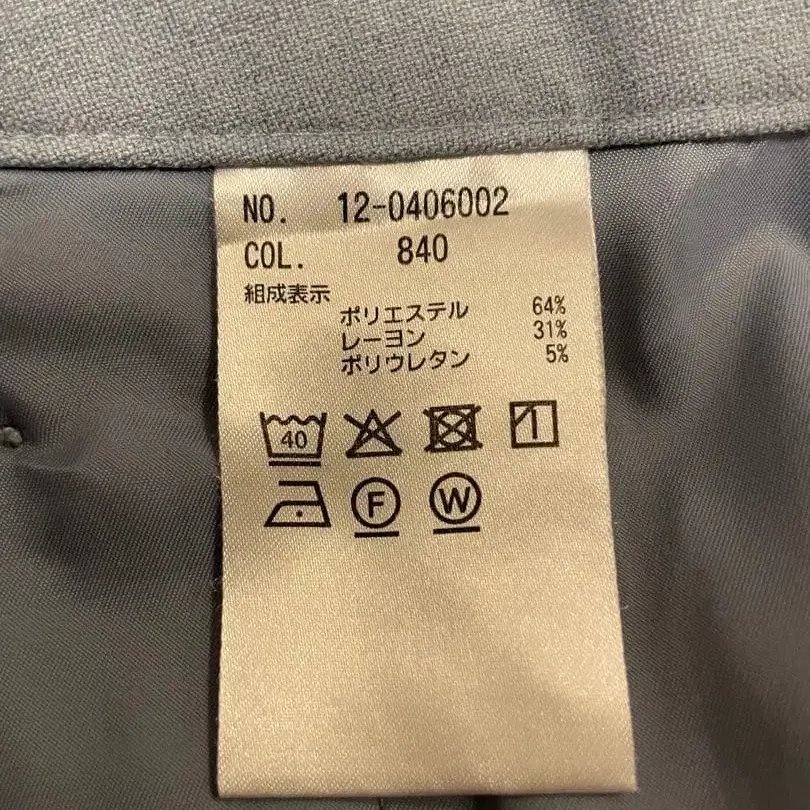 NO. 12-0406002
COL. 840
組成表示
ポリエステル 64%
レーヨン 31%
ポリウレタン 5%
40
F W